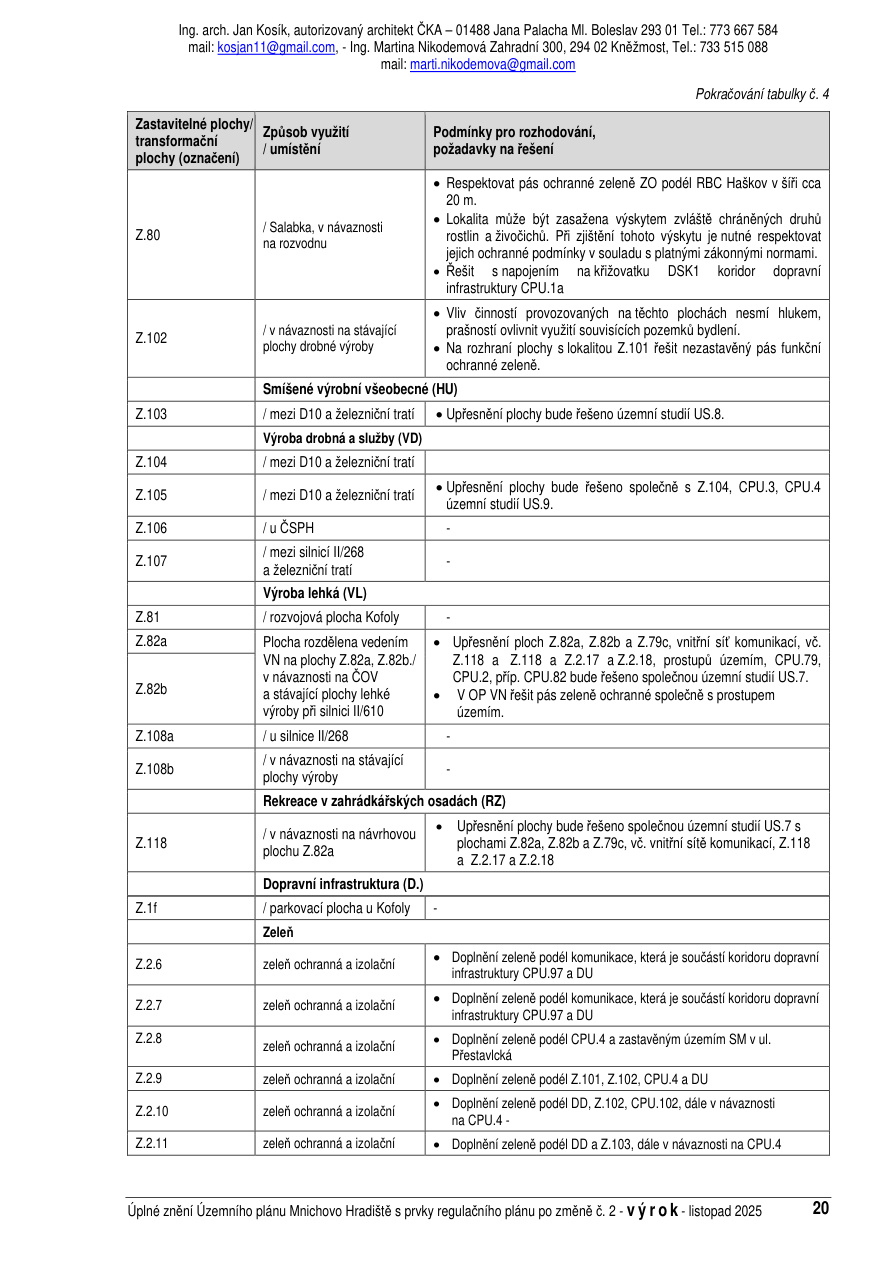 Ing. arch. Jan Kosík, autorizovaný architekt ČKA – 01488 Jana Palacha Ml. Boleslav 293 01 Tel.: 773 667 584
mail: kosjan11@gmail.com, - Ing. Martina Nikodemová Zahradní 300, 294 02 Kněžmost, Tel.: 733 515 088
mail: marti.nikodemova@gmail.com
Pokračování tabulky č. 4
Zastavitelné plochy/
transformační
plochy (označení)
Způsob využití
/ umístění
Podmínky pro rozhodování,
požadavky na řešení
Z.80
/ Salabka, v návaznosti
na rozvodnu
• Respektovat pás ochranné zeleně ZO podél RBC Haškov v šíři cca
20 m.
• Lokalita může být zasažena výskytem zvláště chráněných druhů
rostlin a živočichů. Při zjištění tohoto výskytu je nutné respektovat
jejich ochranné podmínky v souladu s platnými zákonnými normami.
• Řešit s napojením na křižovatku DSK1 koridor dopravní
infrastruktury CPU.1a
Z.102
/ v návaznosti na stávající
plochy drobné výroby
• Vliv činností provozovaných na těchto plochách nesmí hlukem,
prašností ovlivnit využití souvisících pozemků bydlení.
• Na rozhraní plochy s lokalitou Z.101 řešit nezastavěný pás funkční
ochranné zeleně.
Smíšené výrobní všeobecné (HU)
Z.103
/ mezi D10 a železniční tratí
• Upřesnění plochy bude řešeno územní studií US.8.
Výroba drobná a služby (VD)
Z.104
/ mezi D10 a železniční tratí
Z.105
/ mezi D10 a železniční tratí
• Upřesnění plochy bude řešeno společně s Z.104, CPU.3, CPU.4
územní studií US.9.
Z.106
/ u ČSPH
-
Z.107
/ mezi silnicí II/268
a železniční tratí
-
Výroba lehká (VL)
Z.81
/ rozvojová plocha Kofoly
-
Z.82a
Z.82b
Plocha rozdělena vedením
VN na plochy Z.82a, Z.82b./
v návaznosti na ČOV
a stávající plochy lehké
výroby při silnici II/610
• Upřesnění ploch Z.82a, Z.82b a Z.79c, vnitřní síť komunikací, vč.
Z.118 a Z.118 a Z.2.17 a Z.2.18, prostupů územím, CPU.79,
CPU.2, příp. CPU.82 bude řešeno společnou územní studií US.7.
• V OP VN řešit pás zeleně ochranné společně s prostupem
územím.
Z.108a
/ u silnice II/268
-
Z.108b
/ v návaznosti na stávající
plochy výroby
-
Rekreace v zahrádkářských osadách (RZ)
Z.118
/ v návaznosti na návrhovou
plochu Z.82a
• Upřesnění plochy bude řešeno společnou územní studií US.7 s
plochami Z.82a, Z.82b a Z.79c, vč. vnitřní sítě komunikací, Z.118
a Z.2.17 a Z.2.18
Dopravní infrastruktura (D.)
Z.1f
/ parkovací plocha u Kofoly
-
Zeleň
Z.2.6
zeleň ochranná a izolační
• Doplnění zeleně podél komunikace, která je součástí koridoru dopravní
infrastruktury CPU.97 a DU
Z.2.7
zeleň ochranná a izolační
• Doplnění zeleně podél komunikace, která je součástí koridoru dopravní
infrastruktury CPU.97 a DU
Z.2.8
zeleň ochranná a izolační
• Doplnění zeleně podél CPU.4 a zastavěným územím SM v ul.
Přestavlcká
Z.2.9
zeleň ochranná a izolační
• Doplnění zeleně podél Z.101, Z.102, CPU.4 a DU
Z.2.10
zeleň ochranná a izolační
• Doplnění zeleně podél DD, Z.102, CPU.102, dále v návaznosti
na CPU.4 -
Z.2.11
zeleň ochranná a izolační
• Doplnění zeleně podél DD a Z.103, dále v návaznosti na CPU.4
Úplné znění Územního plánu Mnichovo Hradiště s prvky regulačního plánu po změně č. 2 - v ý r o k - listopad 2025
20